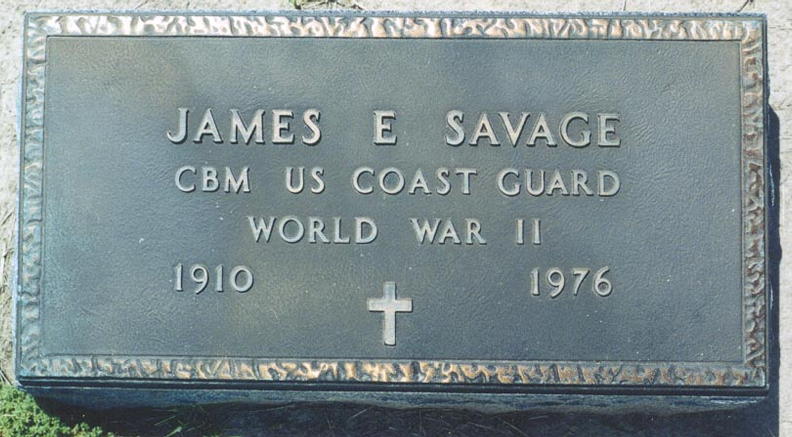 JAMES E SAVAGE
CBM US COAST GUARD
WORLD WAR II
1910 1976